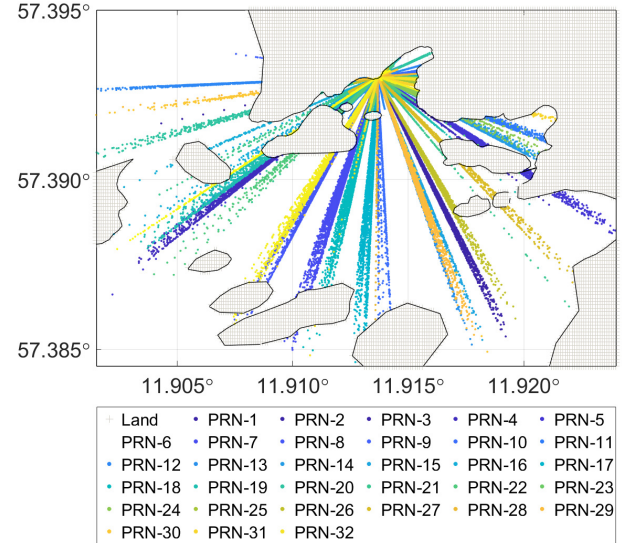 57.395°
57.390°
57.385°
11.905° 11.910° 11.915° 11.920°
Land PRN-1 PRN-2 PRN-3 PRN-4 PRN-5
PRN-6 PRN-7 PRN-8 PRN-9 PRN-10 PRN-11
PRN-12 PRN-13 PRN-14 PRN-15 PRN-16 PRN-17
PRN-18 PRN-19 PRN-20 PRN-21 PRN-22 PRN-23
PRN-24 PRN-25 PRN-26 PRN-27 PRN-28 PRN-29
PRN-30 PRN-31 PRN-32